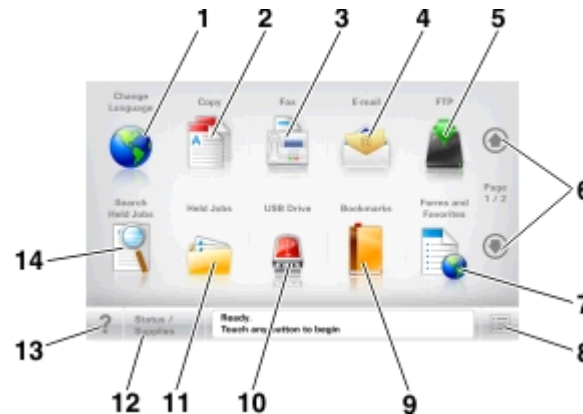 1 2 3 4 5
Change Language
Copy
Fax
E-mail
FTP
6
Page 1 / 2
Search Held Jobs
Held Jobs
USB Drive
Bookmarks
Forms and Favorites
14
7
?
Status / Supplies
Ready.
Touch any button to begin
8
13 12 11 10 9